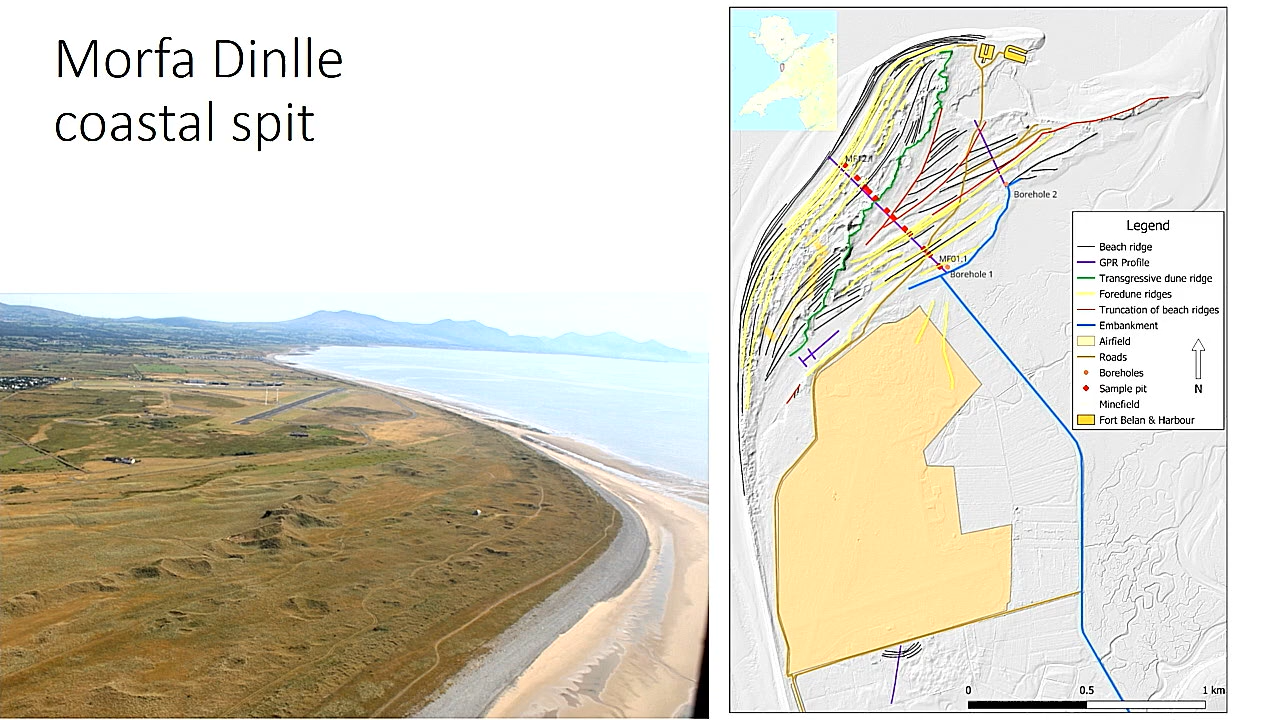 Morfa Dinlle
coastal spit
MF12.1
Borehole 2
MF01.1
Borehole 1
Legend
Beach ridge
GPR Profile
Transgressive dune ridge
Foredune ridges
Truncation of beach ridges
Embankment
Airfield
Roads
Boreholes
Sample pit
Minefield
Fort Belan & Harbour
N
0 0.5 1 km